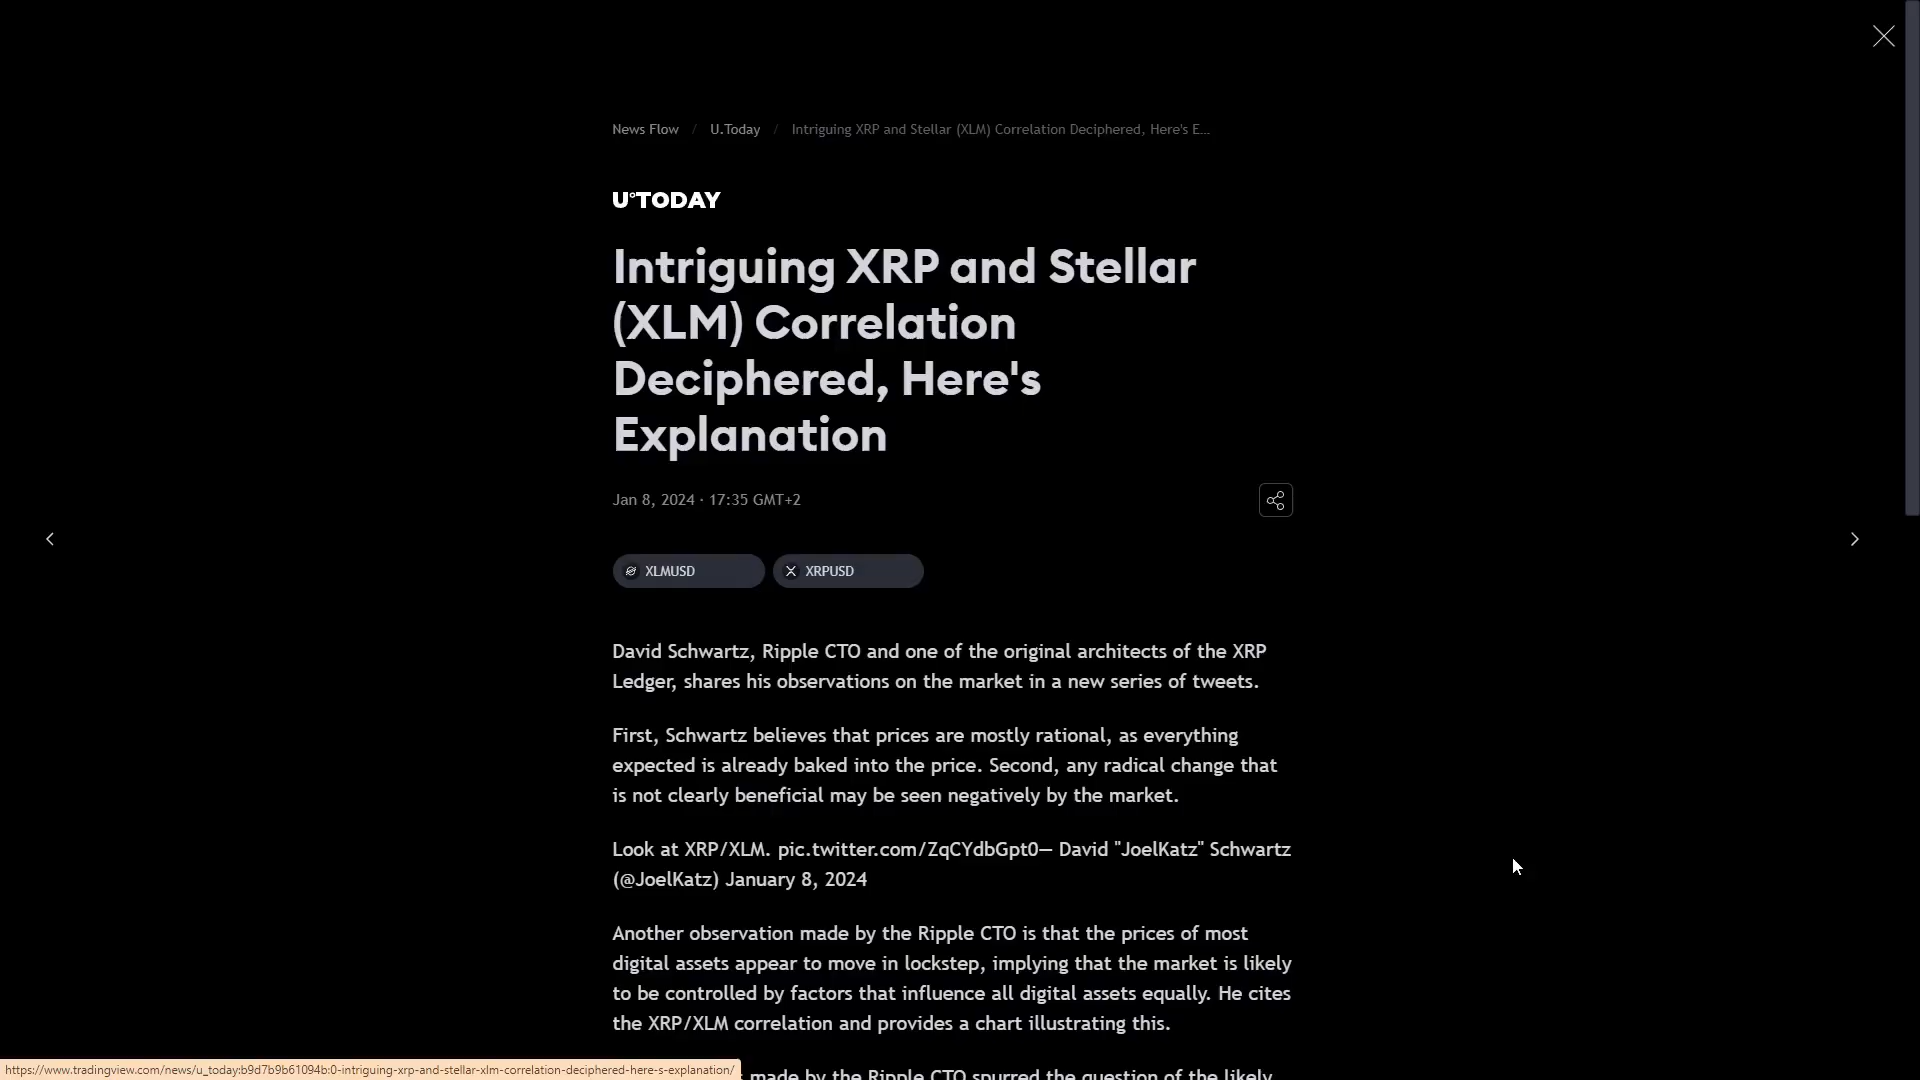 News Flow / U.Today / Intriguing XRP and Stellar (XLM) Correlation Deciphered, Here's E...
U°TODAY
Intriguing XRP and Stellar
(XLM) Correlation
Deciphered, Here's
Explanation
Jan 8, 2024 · 17:35 GMT+2
XLMUSD XRPUSD
David Schwartz, Ripple CTO and one of the original architects of the XRP
Ledger, shares his observations on the market in a new series of tweets.
First, Schwartz believes that prices are mostly rational, as everything
expected is already baked into the price. Second, any radical change that
is not clearly beneficial may be seen negatively by the market.
Look at XRP/XLM. pic.twitter.com/ZqCYdbGpt0— David "JoelKatz" Schwartz
(@JoelKatz) January 8, 2024
Another observation made by the Ripple CTO is that the prices of most
digital assets appear to move in lockstep, implying that the market is likely
to be controlled by factors that influence all digital assets equally. He cites
the XRP/XLM correlation and provides a chart illustrating this.
made by the Ripple CTO spurred the question of the likely
https://www.tradingview.com/news/u_today:b9d7b9b61094b:0-intriguing-xrp-and-stellar-xlm-correlation-deciphered-here-s-explanation/